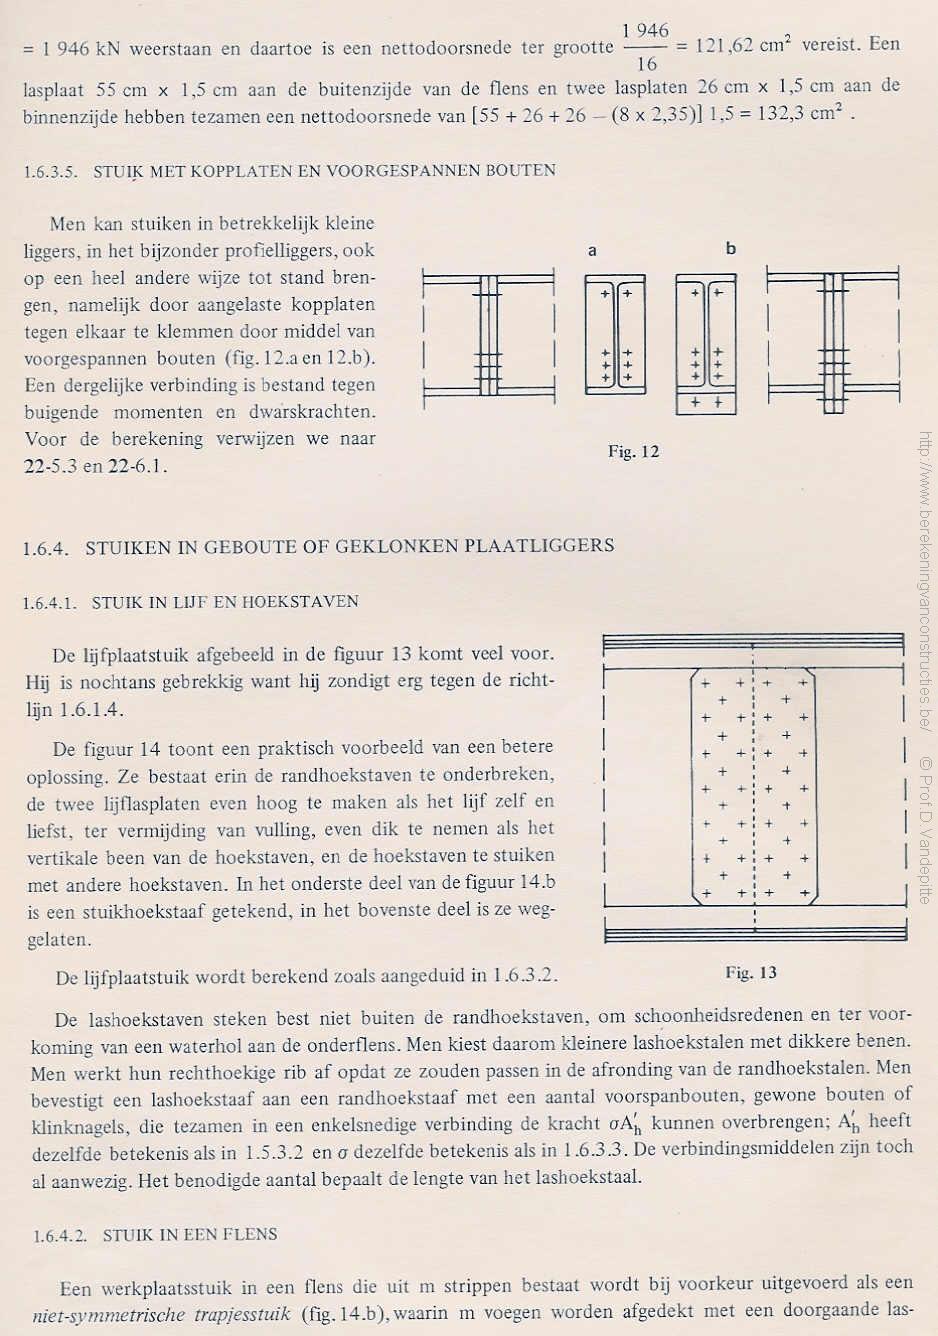 = 1 946 kN weerstaan en daartoe is een nettodoorsnede ter grootte 1 946 / 16 = 121,62 cm² vereist. Een
lasplaat 55 cm x 1,5 cm aan de buitenzijde van de flens en twee lasplaten 26 cm x 1,5 cm aan de
binnenzijde hebben tezamen een nettodoorsnede van [55 + 26 + 26 – (8 x 2,35)] 1,5 = 132,3 cm² .
1.6.3.5. STUIK MET KOPPLATEN EN VOORGESPANNEN BOUTEN
Men kan stuiken in betrekkelijk kleine
liggers, in het bijzonder profielliggers, ook
op een heel andere wijze tot stand bren-
gen, namelijk door aangelaste kopplaten
tegen elkaar te klemmen door middel van
voorgespannen bouten (fig. 12.a en 12.b).
Een dergelijke verbinding is bestand tegen
buigende momenten en dwarskrachten.
Voor de berekening verwijzen we naar
22-5.3 en 22-6.1.
a
b
Fig. 12
1.6.4. STUIKEN IN GEBOUTE OF GEKLONKEN PLAATLIGGERS
1.6.4.1. STUIK IN LIJF EN HOEKSTAVEN
De lijfplaatstuik afgebeeld in de figuur 13 komt veel voor.
Hij is nochtans gebrekkig want hij zondigt erg tegen de richt-
lijn 1.6.1.4.
De figuur 14 toont een praktisch voorbeeld van een betere
oplossing. Ze bestaat erin de randhoekstaven te onderbreken,
de twee lijflasplaten even hoog te maken als het lijf zelf en
liefst, ter vermijding van vulling, even dik te nemen als het
vertikale been van de hoekstaven, en de hoekstaven te stuiken
met andere hoekstaven. In het onderste deel van de figuur 14.b
is een stuikhoekstaaf getekend, in het bovenste deel is ze weg-
gelaten.
De lijfplaatstuik wordt berekend zoals aangeduid in 1.6.3.2.
Fig. 13
De lashoekstaven steken best niet buiten de randhoekstaven, om schoonheidsredenen en ter voor-
koming van een waterhol aan de onderflens. Men kiest daarom kleinere lashoekstalen met dikkere benen.
Men werkt hun rechthoekige rib af opdat ze zouden passen in de afronding van de randhoekstalen. Men
bevestigt een lashoekstaaf aan een randhoekstaaf met een aantal voorspanbouten, gewone bouten of
klinknagels, die tezamen in een enkelsnedige verbinding de kracht σA′h kunnen overbrengen; A′h heeft
dezelfde betekenis als in 1.5.3.2 en σ dezelfde betekenis als in 1.6.3.3. De verbindingsmiddelen zijn toch
al aanwezig. Het benodigde aantal bepaalt de lengte van het lashoekstaal.
1.6.4.2. STUIK IN EEN FLENS
Een werkplaatsstuik in een flens die uit m strippen bestaat wordt bij voorkeur uitgevoerd als een
niet-symmetrische trapjesstuik (fig. 14.b), waarin m voegen worden afgedekt met een doorgaande las-
http://www.berekeningvanconstructies.be/ © Prof D Vandepitte